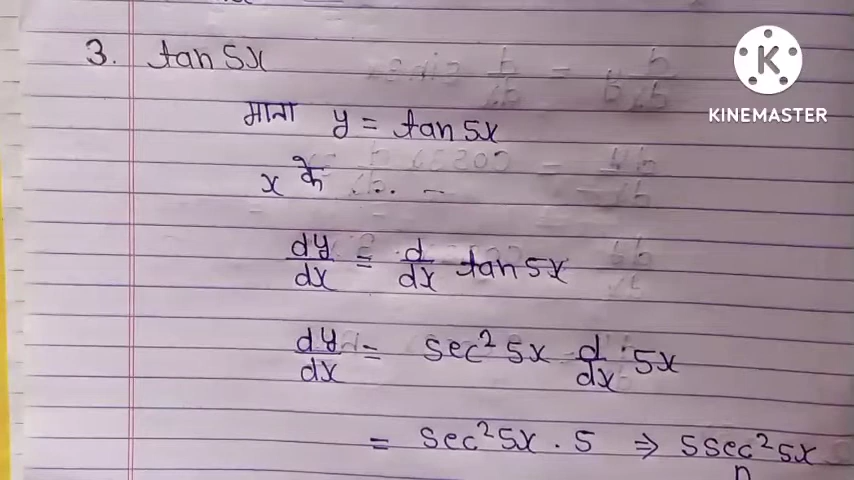 3. tan 5x
K
KINEMASTER
माना y = tan 5x
x के . . –
dy/dx = d/dx tan 5x
dy/dx = sec² 5x d/dx 5x
= sec² 5x . 5 ⇒ 5 sec² 5x